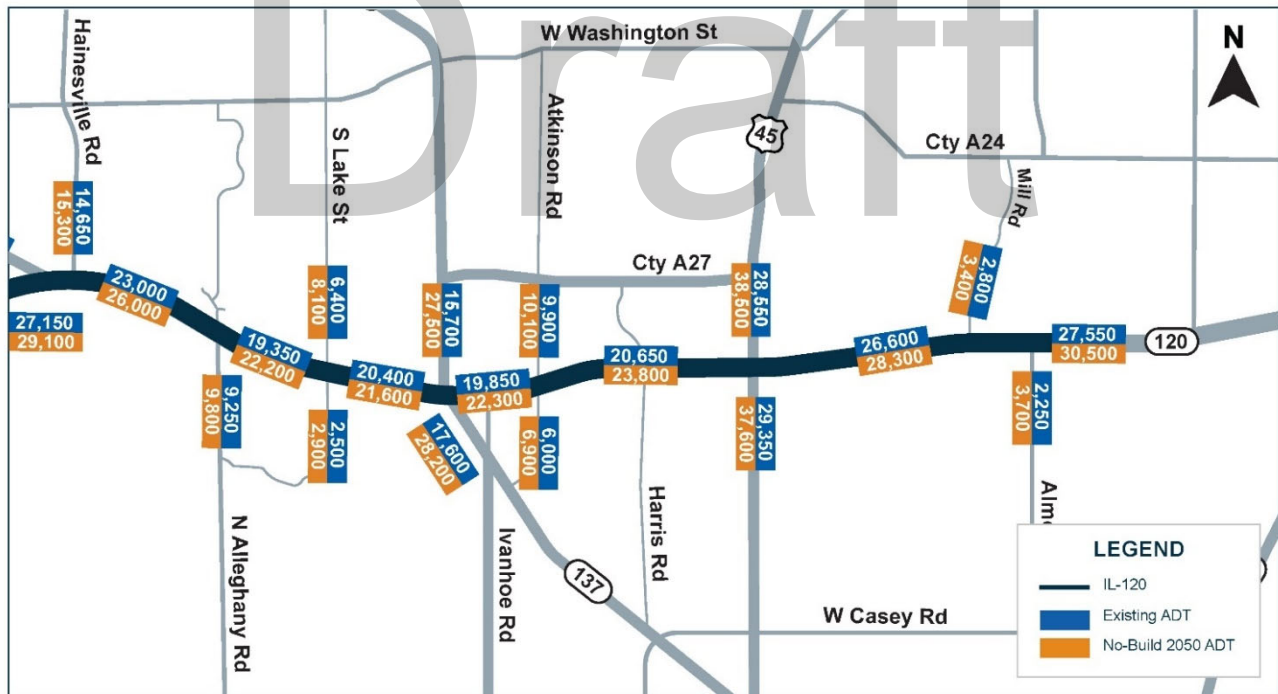 Draft
W Washington St
N
Hainesville Rd
S Lake St
Atkinson Rd
45
Cty A24
Mill Rd
14,650
15,300
6,400
8,100
Cty A27
15,700
27,500
9,900
10,100
28,550
38,500
2,800
3,400
23,000
26,000
27,150
29,100
19,350
22,200
20,400
21,600
19,850
22,300
20,650
23,800
26,600
28,300
27,550
30,500
120
9,250
9,800
2,500
2,900
17,600
28,200
6,000
6,900
29,350
37,600
2,250
3,700
N Alleghany Rd
Ivanhoe Rd
137
Harris Rd
W Casey Rd
LEGEND
IL-120
Existing ADT
No-Build 2050 ADT